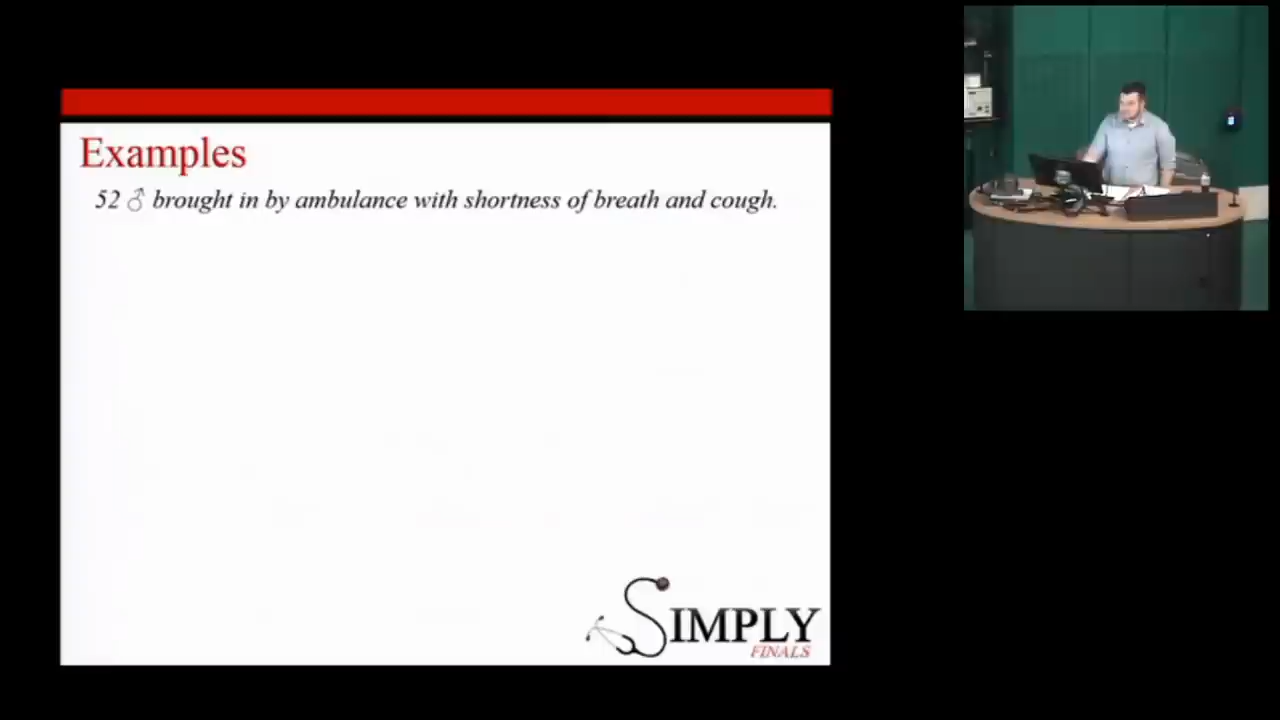 Examples
52 ♂ brought in by ambulance with shortness of breath and cough.
SIMPLY
FINALS